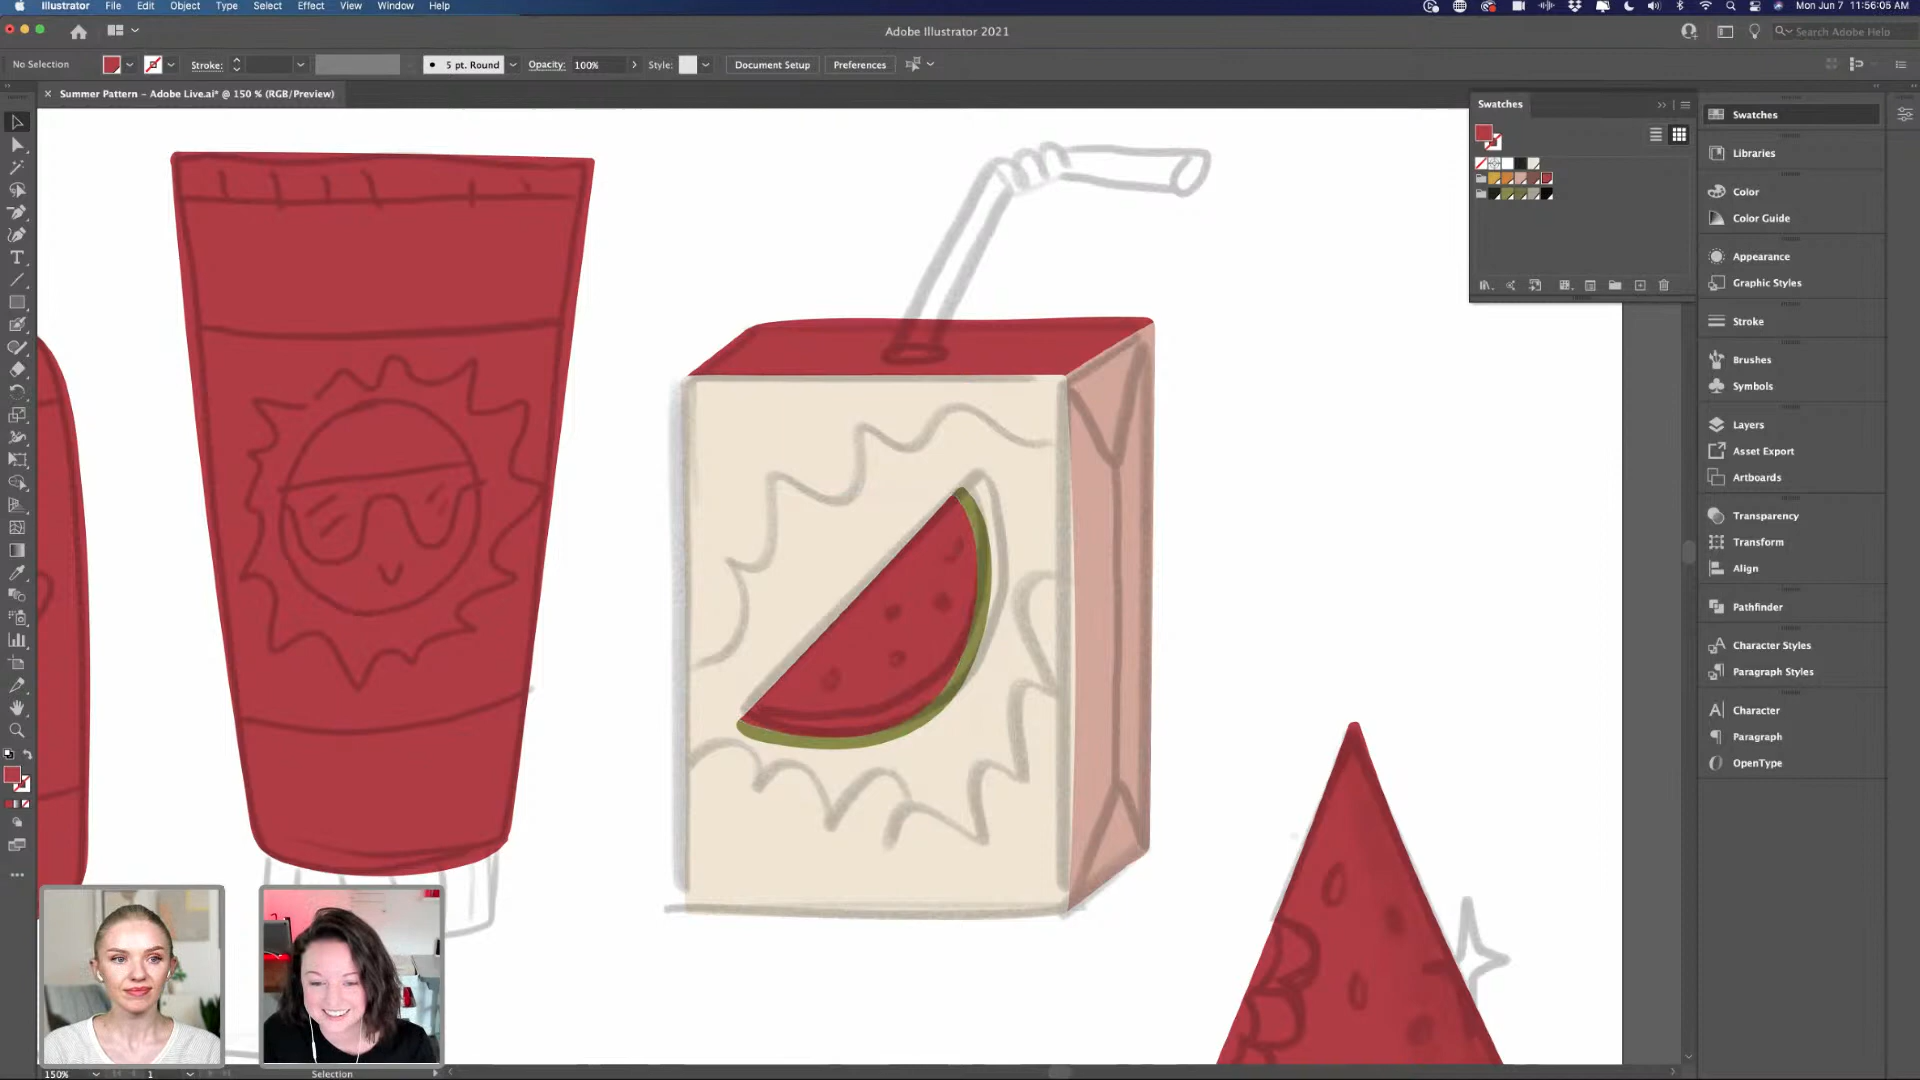 Illustrator File Edit Object Type Select Effect View Window Help Mon Jun 7 11:56:05 AM
Adobe Illustrator 2021 Search Adobe Help
No Selection Stroke: 5 pt. Round Opacity: 100% Style: Document Setup Preferences
Summer Pattern – Adobe Live.ai* @ 150 % (RGB/Preview)
Swatches
Swatches
Libraries
Color
Color Guide
Appearance
Graphic Styles
Stroke
Brushes
Symbols
Layers
Asset Export
Artboards
Transparency
Transform
Align
Pathfinder
Character Styles
Paragraph Styles
Character
Paragraph
OpenType
150% 1 Selection